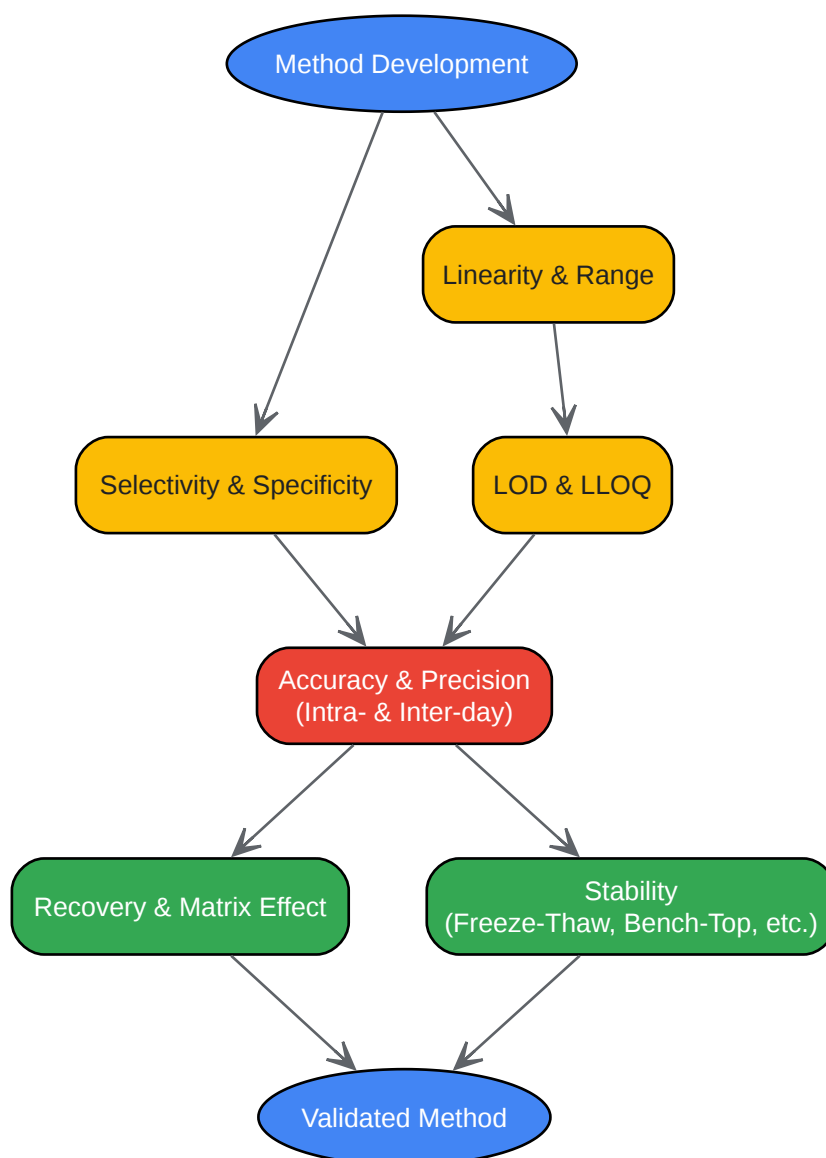 Method Development
Linearity & Range
Selectivity & Specificity
LOD & LLOQ
Accuracy & Precision
(Intra- & Inter-day)
Recovery & Matrix Effect
Stability
(Freeze-Thaw, Bench-Top, etc.)
Validated Method